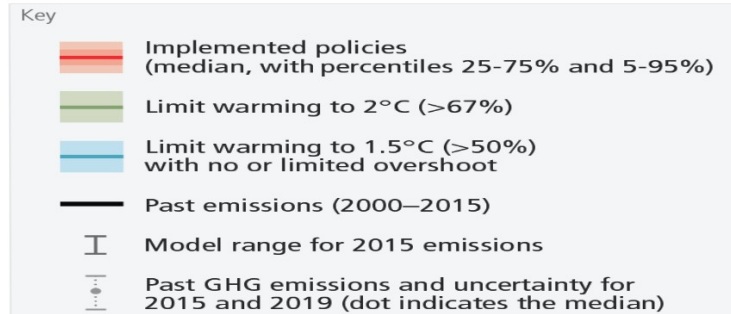 Key
Implemented policies
(median, with percentiles 25-75% and 5-95%)
Limit warming to 2°C (>67%)
Limit warming to 1.5°C (>50%)
with no or limited overshoot
Past emissions (2000–2015)
Model range for 2015 emissions
Past GHG emissions and uncertainty for
2015 and 2019 (dot indicates the median)